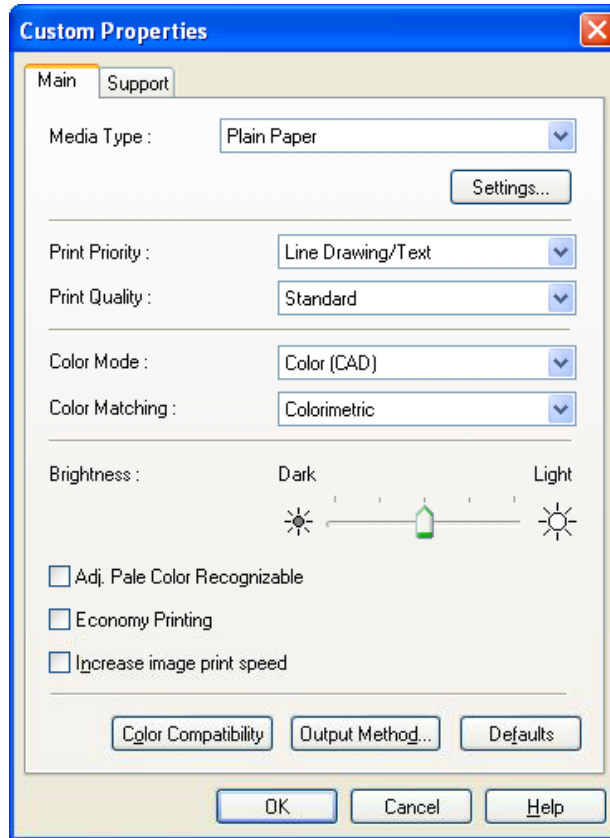 Custom Properties
Main Support
Media Type : Plain Paper
Settings...
Print Priority : Line Drawing/Text
Print Quality : Standard
Color Mode : Color (CAD)
Color Matching : Colorimetric
Brightness : Dark Light
Adj. Pale Color Recognizable
Economy Printing
Increase image print speed
Color Compatibility Output Method... Defaults
OK Cancel Help